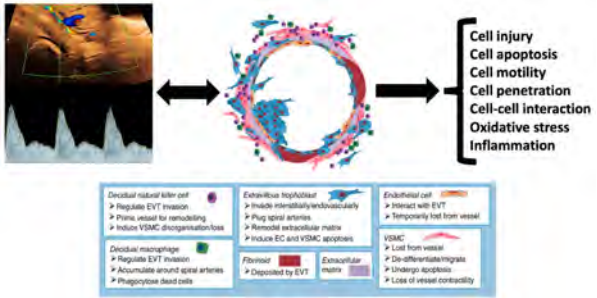 Cell injury
Cell apoptosis
Cell motility
Cell penetration
Cell-cell interaction
Oxidative stress
Inflammation
Decidual natural killer cell
➤ Regulate EVT invasion
➤ Prime vessel for remodelling
➤ Induce VSMC disorganisation/loss
Decidual macrophage
➤ Regulate EVT invasion
➤ Accumulate around spiral arteries
➤ Phagocytose dead cells
Extravillous trophoblast
➤ Invade interstitially/endovascularly
➤ Plug spiral arteries
➤ Remodel extracellular matrix
➤ Induce EC and VSMC apoptosis
Fibrinoid
➤ Deposited by EVT
Extracellular
matrix
Endothelial cell
➤ Interact with EVT
➤ Temporarily lost from vessel
VSMC
➤ Lost from vessel
➤ De-differentiate/migrate
➤ Undergo apoptosis
➤ Loss of vessel contractility